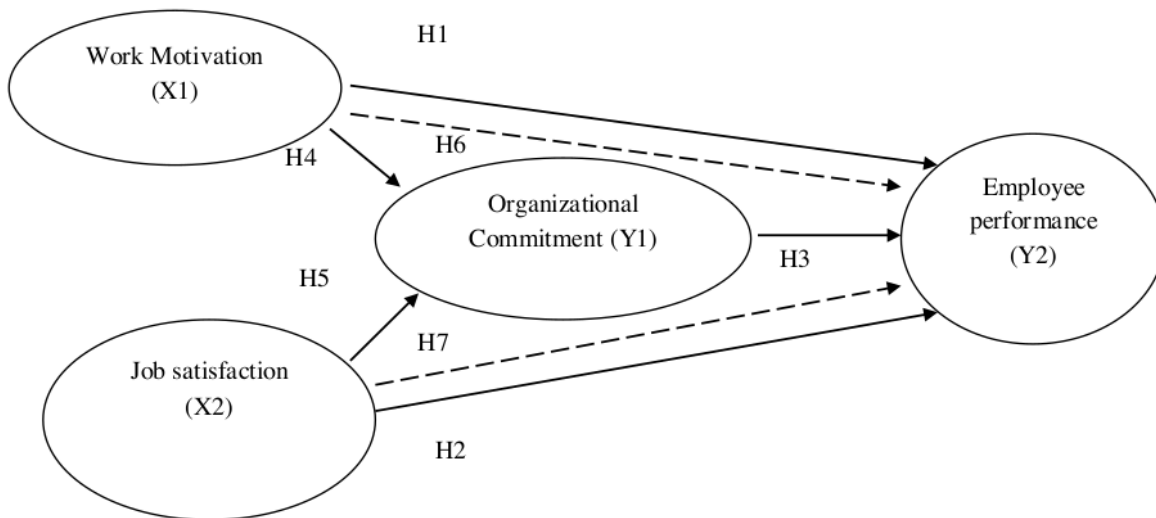 H1
Work Motivation
(X1)
H6
H4
Organizational
Commitment (Y1)
Employee
performance
(Y2)
H3
H5
H7
Job satisfaction
(X2)
H2